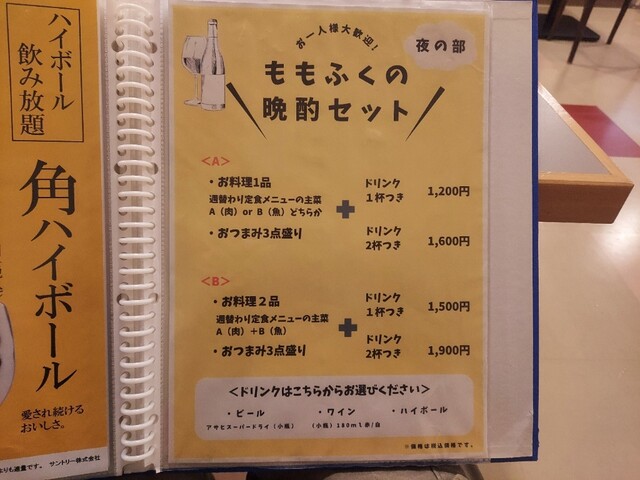 ハイボール
飲み放題
角ハイボール
愛され続ける
おいしさ。
サントリー株式会社
お一人様大歓迎！
夜の部
ももふくの
晩酌セット
<A>
・お料理1品
週替わり定食メニューの主菜
A（肉）or B（魚）どちらか
・おつまみ3点盛り
+
ドリンク
1杯つき
1,200円
ドリンク
2杯つき
1,600円
<B>
・お料理２品
週替わり定食メニューの主菜
A（肉）＋B（魚）
・おつまみ3点盛り
+
ドリンク
1杯つき
1,500円
ドリンク
2杯つき
1,900円
<ドリンクはこちらからお選びください>
・ビール ・ワイン ・ハイボール
アサヒスーパードライ（小瓶） （小瓶）180ml赤/白
※価格は税込価格です。